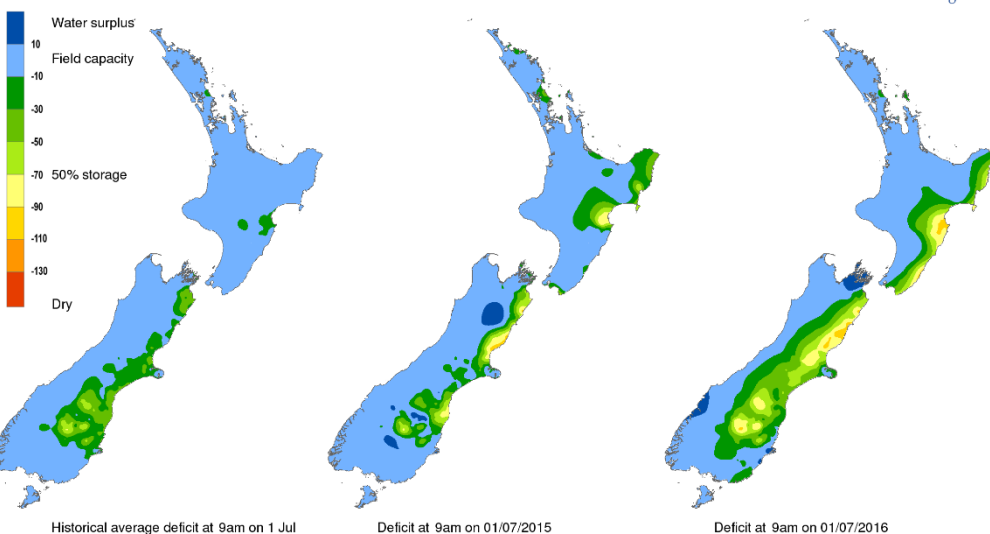 Water surplus
10
Field capacity
-10
-30
-50
-70
50% storage
-90
-110
-130
Dry
Historical average deficit at 9am on 1 Jul
Deficit at 9am on 01/07/2015
Deficit at 9am on 01/07/2016